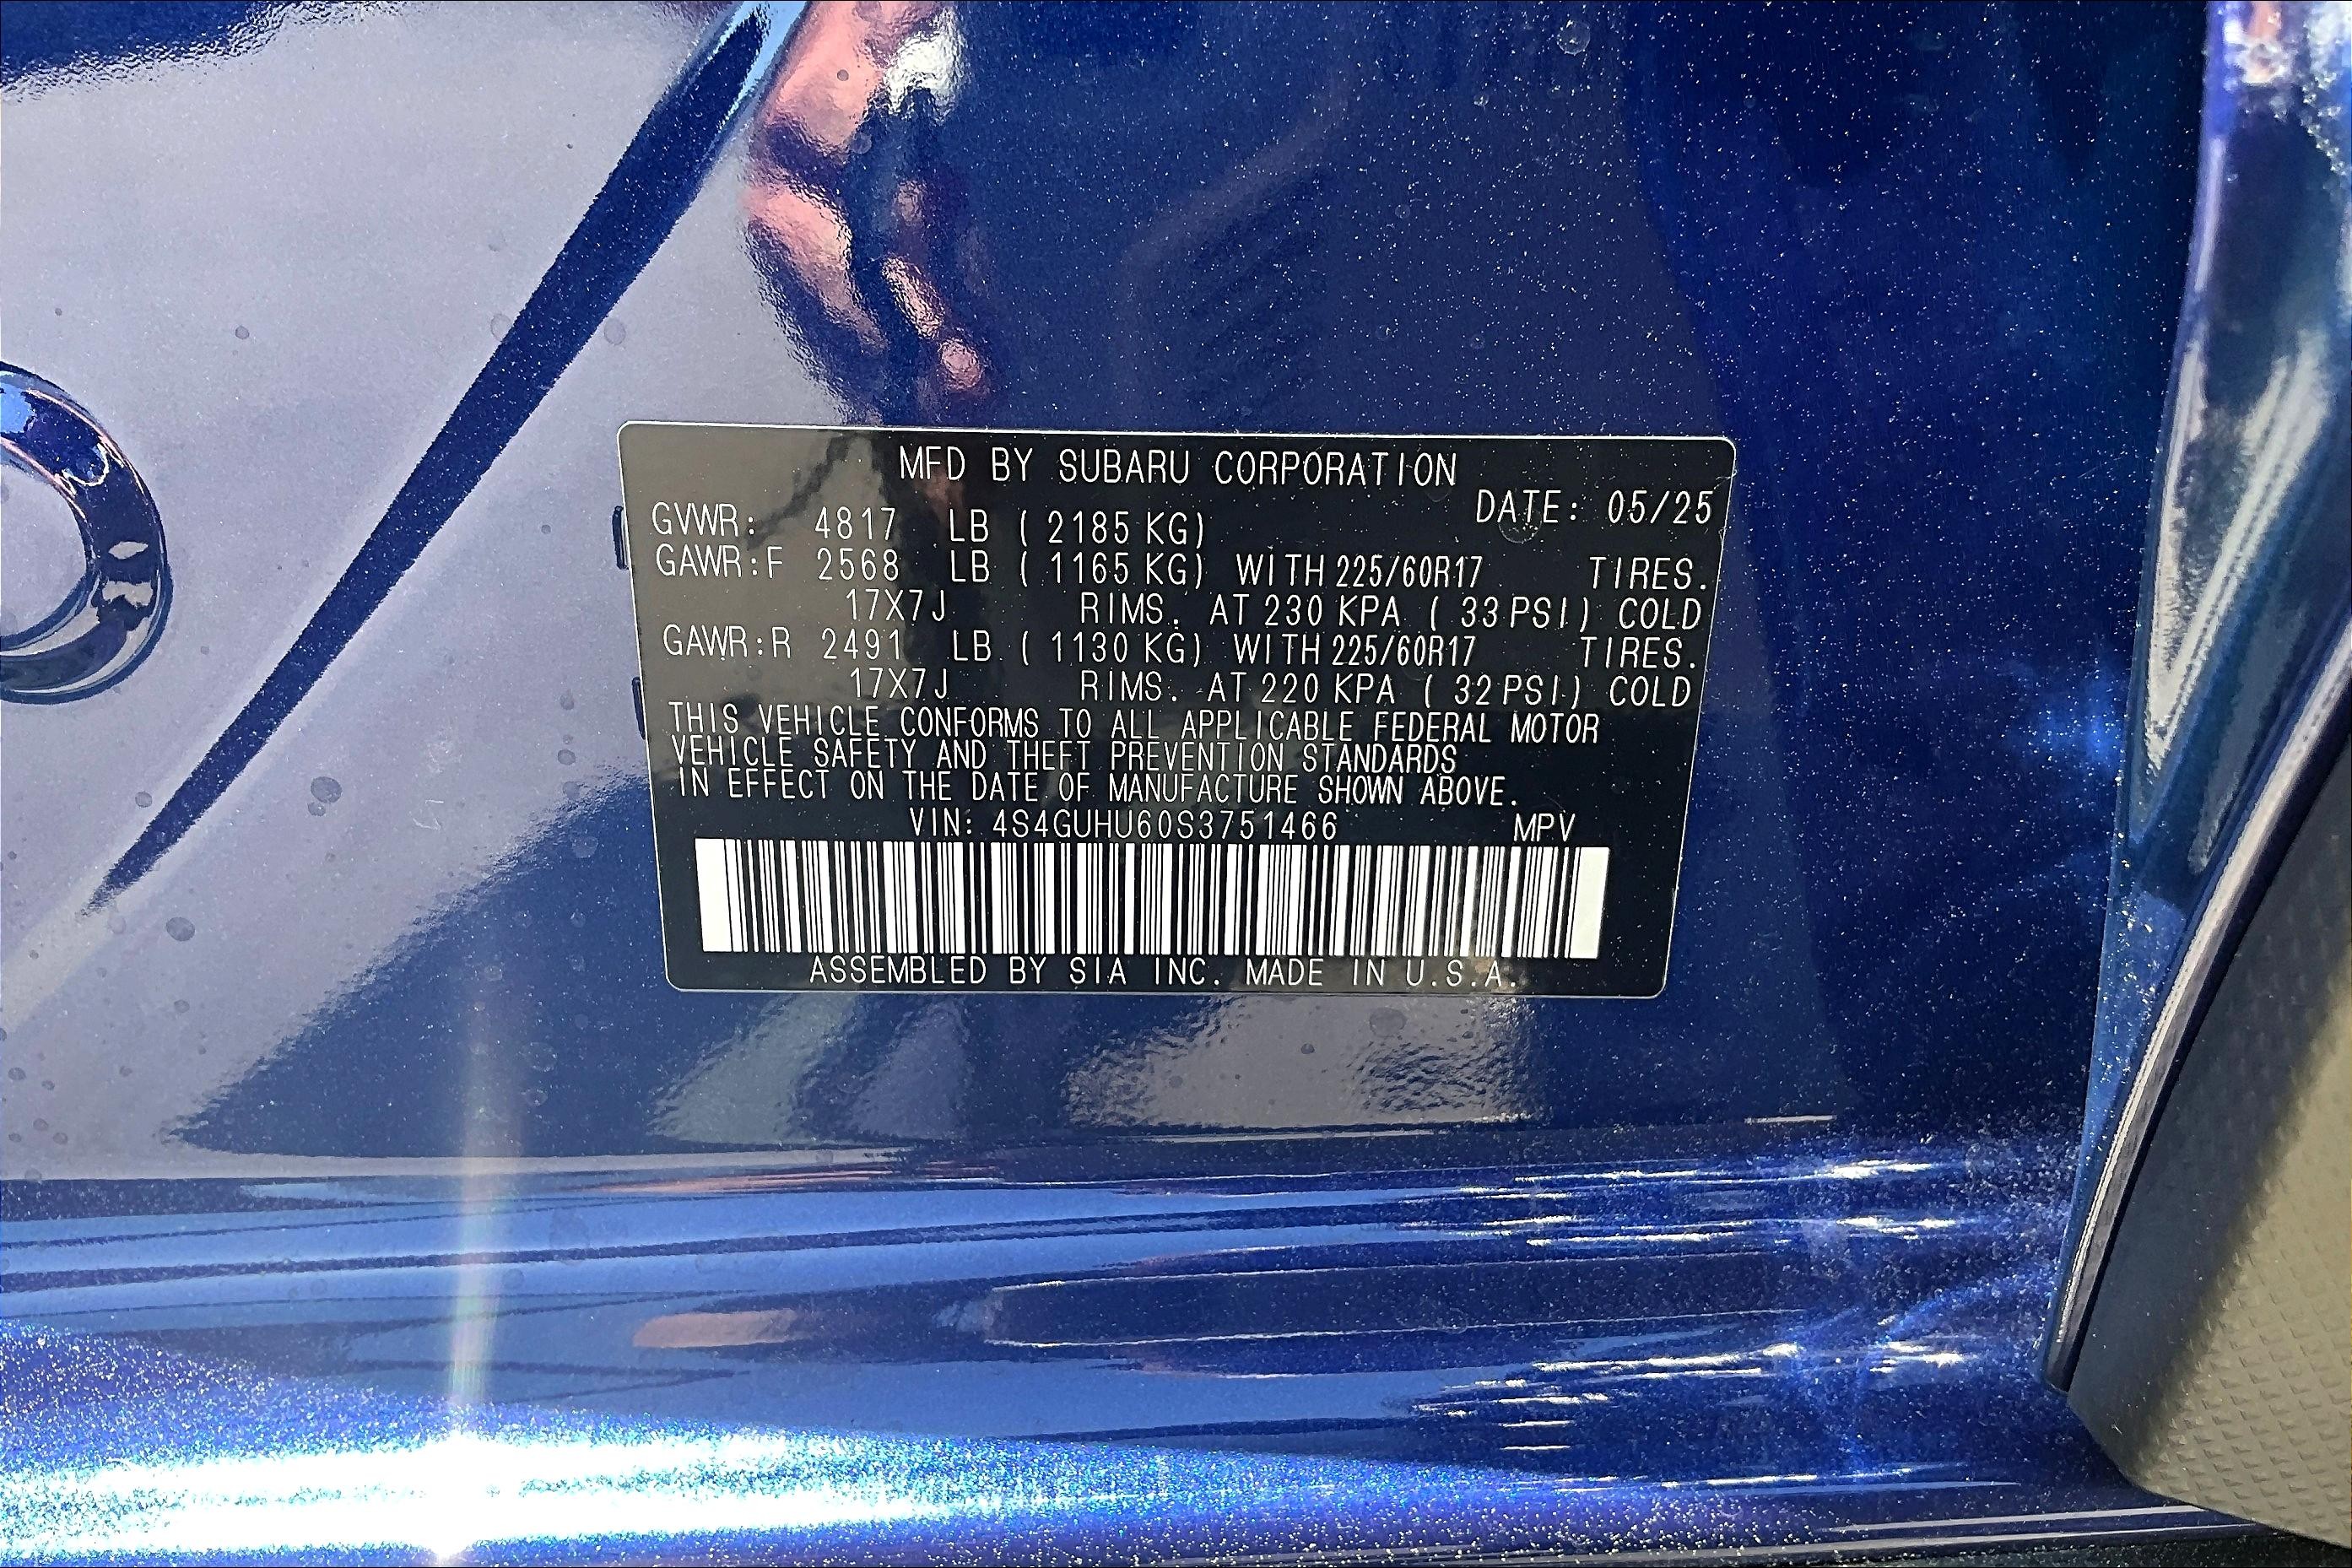 MFD BY SUBARU CORPORATION
DATE: 05/25
GVWR: 4817 LB ( 2185 KG)
GAWR:F 2568 LB ( 1165 KG) WITH 225/60R17 TIRES.
17X7J RIMS. AT 230 KPA ( 33 PSI) COLD
GAWR:R 2491 LB ( 1130 KG) WITH 225/60R17 TIRES.
17X7J RIMS. AT 220 KPA ( 32 PSI) COLD
THIS VEHICLE CONFORMS TO ALL APPLICABLE FEDERAL MOTOR
VEHICLE SAFETY AND THEFT PREVENTION STANDARDS
IN EFFECT ON THE DATE OF MANUFACTURE SHOWN ABOVE.
VIN: 4S4GUHU60S3751466 MPV
ASSEMBLED BY SIA INC. MADE IN U.S.A.